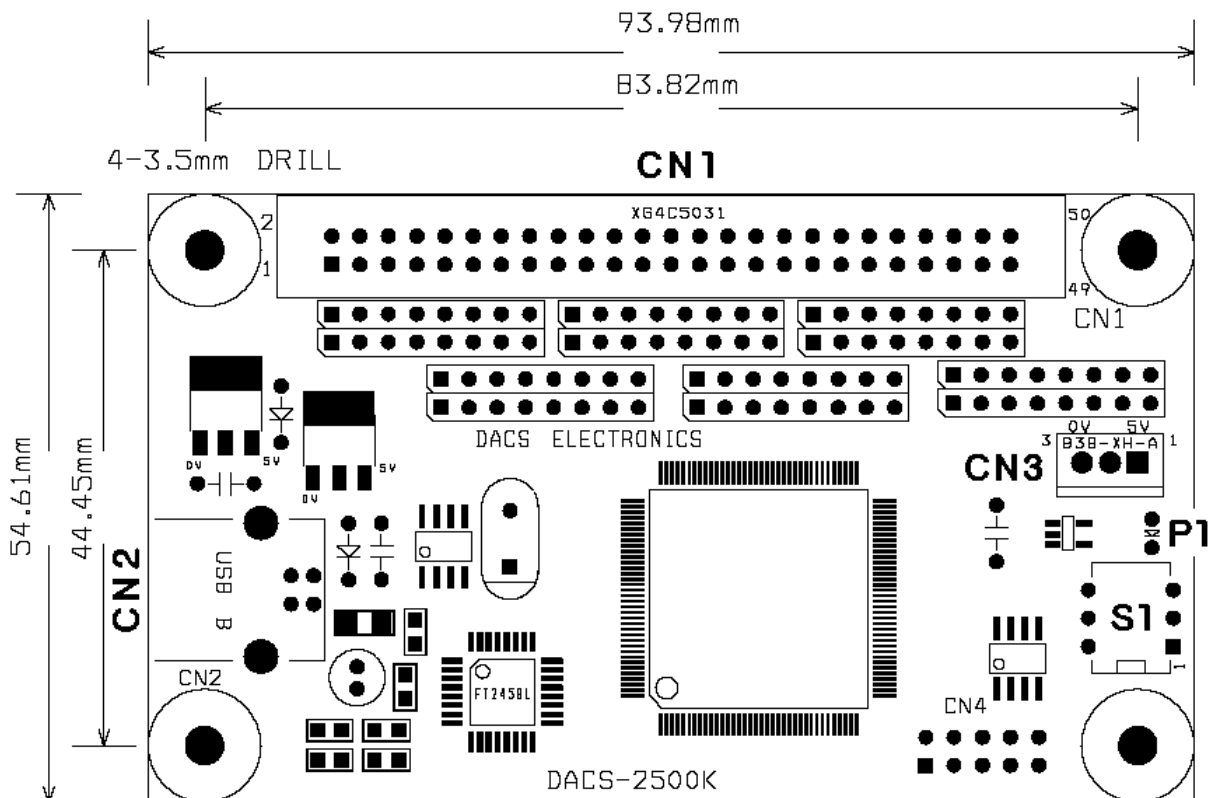 93.98mm
83.82mm
4-3.5mm DRILL
CN1
XG4C5031
2
50
1
49
CN1
0V 5V
3 B3B-XH-A 1
DACS ELECTRONICS
CN3
0V 5V
0V 5V
54.61mm
44.45mm
P1
CN2
USB B
S1
1
CN2
FT245BL
CN4
DACS-2500K